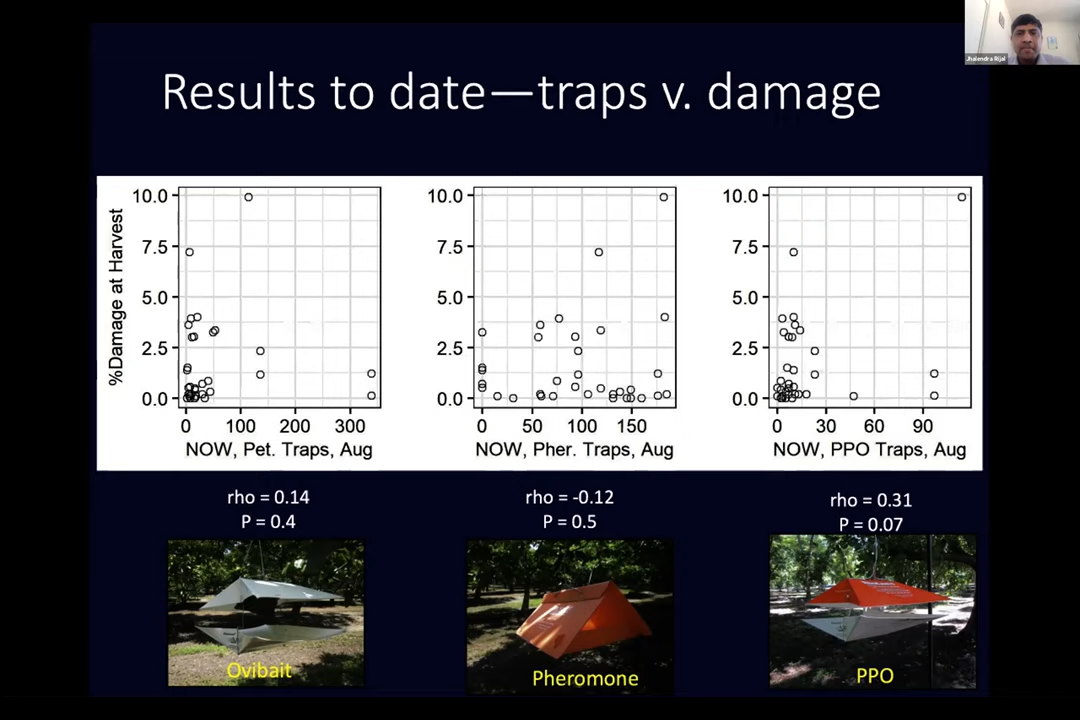 Jhalendra Rijal
Results to date—traps v. damage
%Damage at Harvest
10.0
7.5
5.0
2.5
0.0
0 100 200 300
NOW, Pet. Traps, Aug
10.0
7.5
5.0
2.5
0.0
0 50 100 150
NOW, Pher. Traps, Aug
10.0
7.5
5.0
2.5
0.0
0 30 60 90
NOW, PPO Traps, Aug
rho = 0.14
P = 0.4
rho = -0.12
P = 0.5
rho = 0.31
P = 0.07
Ovibait
Pheromone
PPO